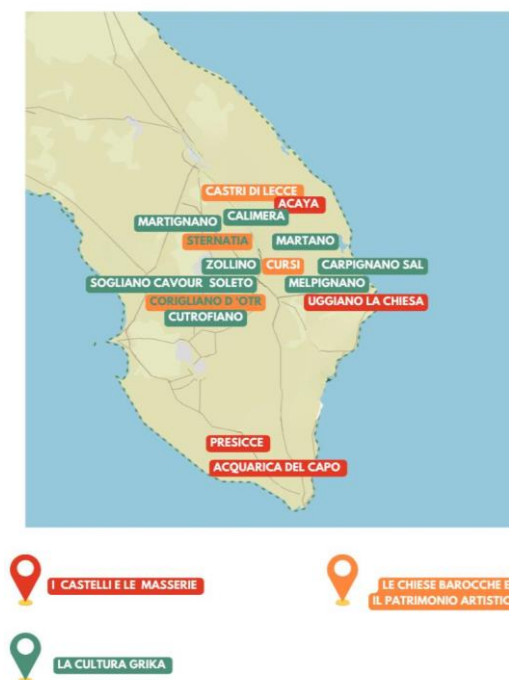 CASTRI DI LECCE
ACAYA
CALIMERA
MARTIGNANO
STERNATIA
MARTANO
ZOLLINO
CURSI
CARPIGNANO SAL
SOGLIANO CAVOUR
SOLETO
MELPIGNANO
CORIGLIANO D 'OTR
UGGIANO LA CHIESA
CUTROFIANO
PRESICCE
ACQUARICA DEL CAPO
I CASTELLI E LE MASSERIE
LE CHIESE BAROCCHE E
IL PATRIMONIO ARTISTIC
LA CULTURA GRIKA